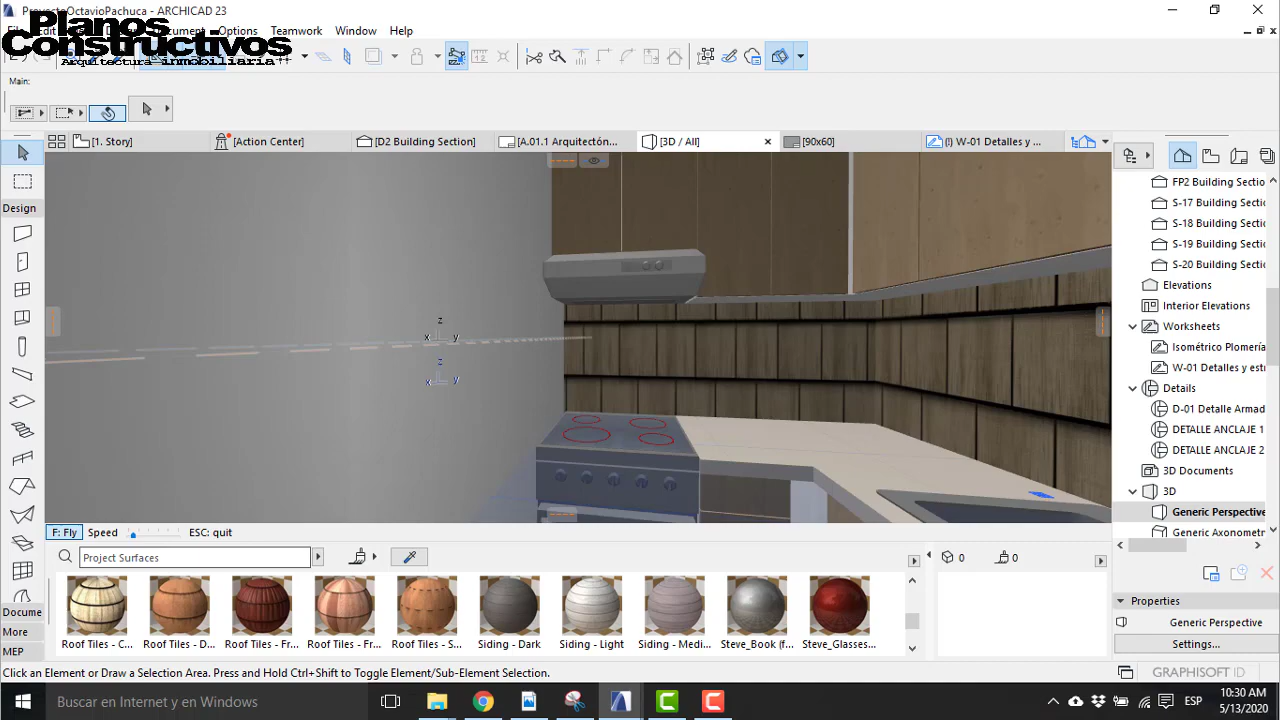 ProyectoOctavioPachuca - ARCHICAD 23
Planos
Constructivos
Arquitectura inmobiliaria
Options Teamwork Window Help
Main:
[1. Story]
[Action Center]
[D2 Building Section]
[A.01.1 Arquitectón...
[3D / All]
[90x60]
(!) W-01 Detalles y ...
Design
FP2 Building Sectio
S-17 Building Sectio
S-18 Building Sectio
S-19 Building Sectio
S-20 Building Sectio
Elevations
Interior Elevations
Worksheets
Isométrico Plomería
W-01 Detalles y estr
Details
D-01 Detalle Armad
DETALLE ANCLAJE 1
DETALLE ANCLAJE 2
3D Documents
3D
Generic Perspective
Generic Axonometr
z
x y
z
x y
F: Fly Speed ESC: quit
Project Surfaces
0
0
Roof Tiles - C...
Roof Tiles - D...
Roof Tiles - Fr...
Roof Tiles - Fr...
Roof Tiles - S...
Siding - Dark
Siding - Light
Siding - Medi...
Steve_Book (f...
Steve_Glasses...
Docume
More
MEP
Properties
Generic Perspective
Settings...
Click an Element or Draw a Selection Area. Press and Hold Ctrl+Shift to Toggle Element/Sub-Element Selection.
GRAPHISOFT ID
Buscar en Internet y en Windows
ESP
10:30 AM
5/13/2020